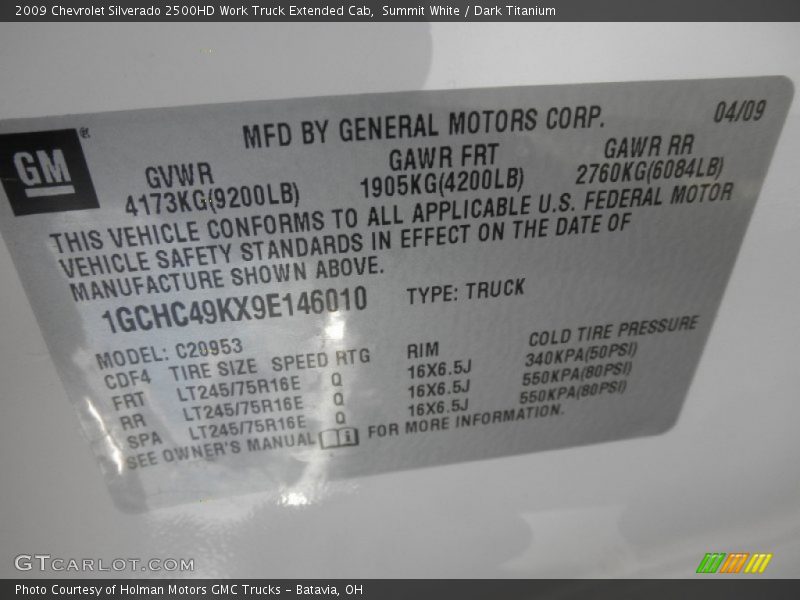 2009 Chevrolet Silverado 2500HD Work Truck Extended Cab, Summit White / Dark Titanium
GM®
MFD BY GENERAL MOTORS CORP.
04/09
GVWR GAWR FRT GAWR RR
4173KG(9200LB) 1905KG(4200LB) 2760KG(6084LB)
THIS VEHICLE CONFORMS TO ALL APPLICABLE U.S. FEDERAL MOTOR
VEHICLE SAFETY STANDARDS IN EFFECT ON THE DATE OF
MANUFACTURE SHOWN ABOVE.
1GCHC49KX9E146010 TYPE: TRUCK
MODEL: C20953
CDF4 TIRE SIZE SPEED RTG RIM COLD TIRE PRESSURE
FRT LT245/75R16E Q 16X6.5J 340KPA(50PSI)
RR LT245/75R16E Q 16X6.5J 550KPA(80PSI)
SPA LT245/75R16E Q 16X6.5J 550KPA(80PSI)
SEE OWNER'S MANUAL FOR MORE INFORMATION.
GTCARLOT.COM
Photo Courtesy of Holman Motors GMC Trucks - Batavia, OH